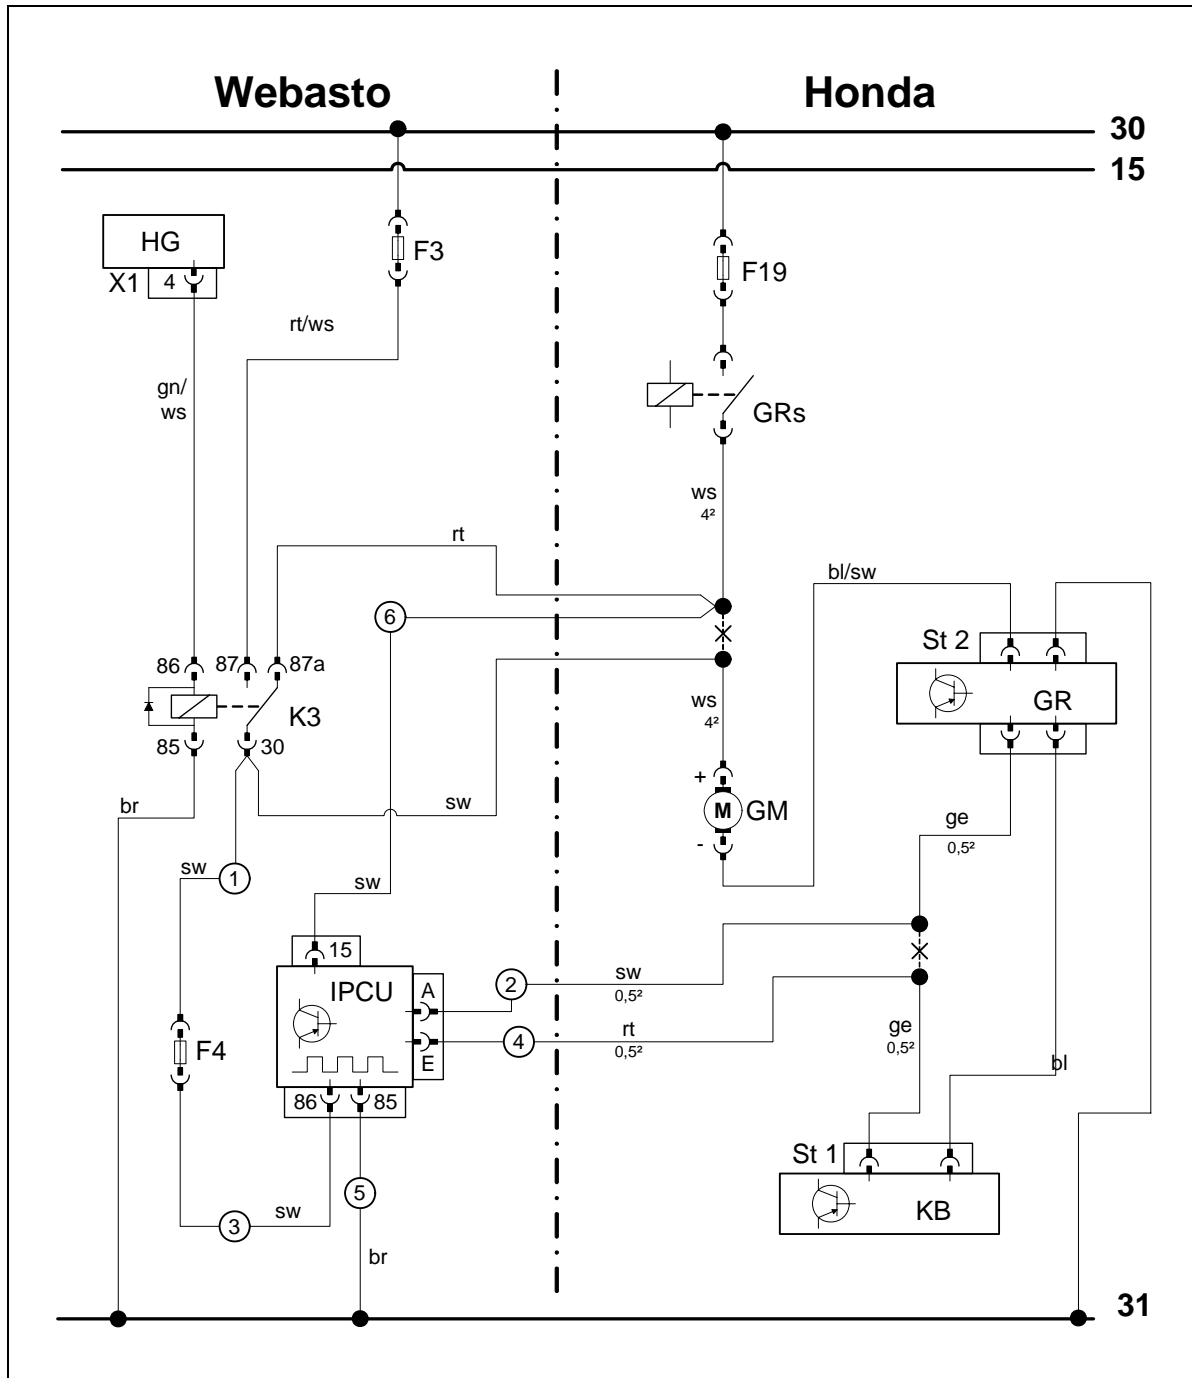 Webasto
Honda
30
15
HG
X1
4
F3
F19
rt/ws
gn/
ws
GRs
ws
4²
rt
bl/sw
6
St 2
86
87
87a
GR
K3
ws
4²
85
30
+
GM
M
-
br
sw
ge
0,5²
sw
1
sw
15
IPCU
A
2
sw
0,5²
F4
E
4
rt
0,5²
ge
0,5²
bl
86
85
St 1
5
KB
3
sw
br
31